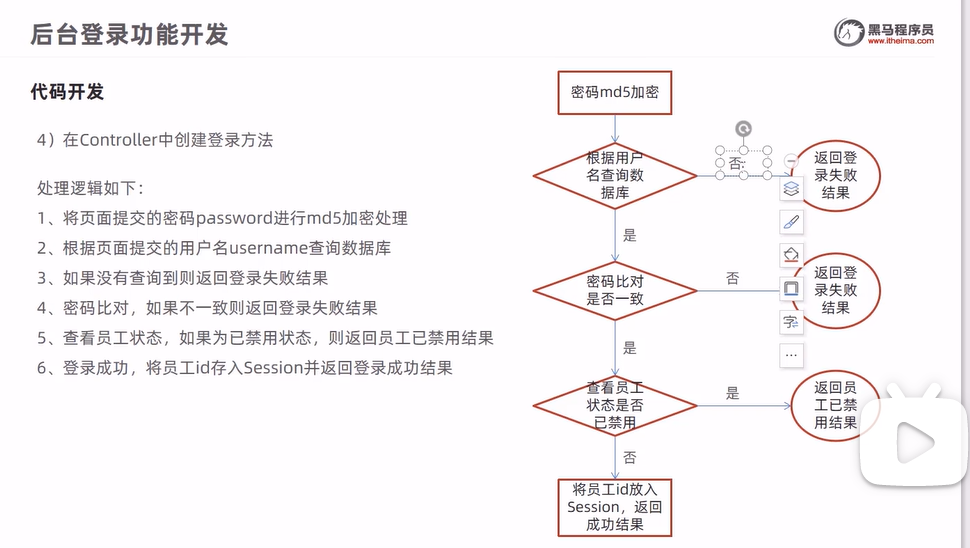 后台登录功能开发
黑马程序员
www.itheima.com
代码开发
4）在Controller中创建登录方法
处理逻辑如下：
1、将页面提交的密码password进行md5加密处理
2、根据页面提交的用户名username查询数据库
3、如果没有查询到则返回登录失败结果
4、密码比对，如果不一致则返回登录失败结果
5、查看员工状态，如果为已禁用状态，则返回员工已禁用结果
6、登录成功，将员工id存入Session并返回登录成功结果
密码md5加密
根据用户
名查询数
据库
否:
返回登
录失败
结果
是
密码比对
是否一致
否
返回登
录失败
结果
字
是
查看员工
状态是否
已禁用
是
返回员
工已禁
用结果
否
将员工id放入
Session，返回
成功结果